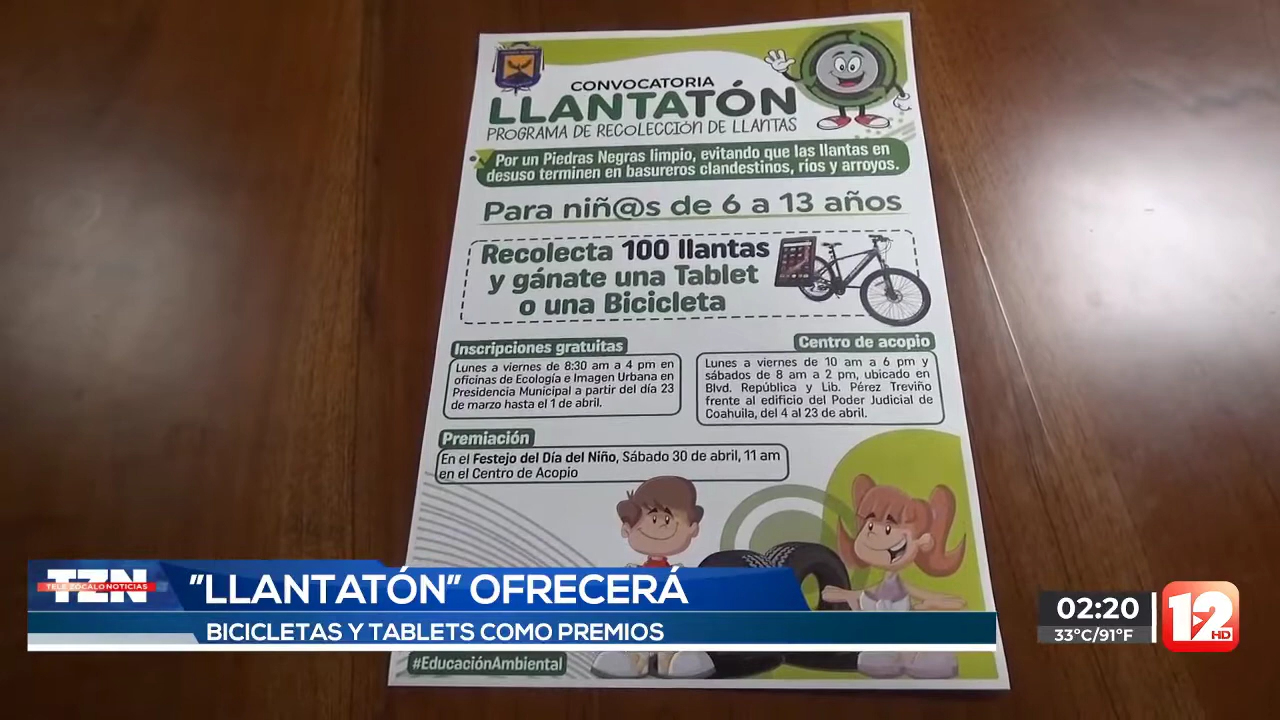 CONVOCATORIA
LLANTATÓN
PROGRAMA DE RECOLECCIÓN DE LLANTAS
Por un Piedras Negras limpio, evitando que las llantas en
desuso terminen en basureros clandestinos, ríos y arroyos.
Para niñ@s de 6 a 13 años
Recolecta 100 llantas
y gánate una Tablet
o una Bicicleta
Inscripciones gratuitas
Lunes a viernes de 8:30 am a 4 pm en
oficinas de Ecología e Imagen Urbana en
Presidencia Municipal a partir del día 23
de marzo hasta el 1 de abril.
Centro de acopio
Lunes a viernes de 10 am a 6 pm y
sábados de 8 am a 2 pm, ubicado en
Blvd. República y Lib. Pérez Treviño
frente al edificio del Poder Judicial de
Coahuila, del 4 al 23 de abril.
Premiación
En el Festejo del Día del Niño, Sábado 30 de abril, 11 am
en el Centro de Acopio
TZN
TELE ZOCALO NOTICIAS
"LLANTATÓN" OFRECERÁ
BICICLETAS Y TABLETS COMO PREMIOS
02:20
33°C/91°F
12
HD
#EducaciónAmbiental